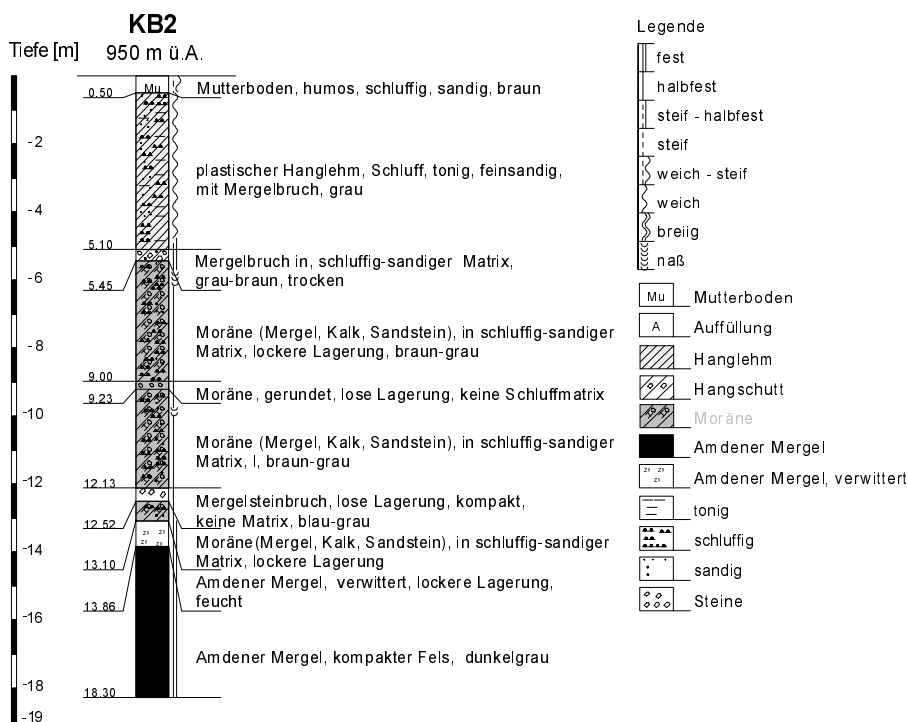 KB2
Tiefe [m]
950 m ü.A.
Mu
0.50
Mutterboden, humos, schluffig, sandig, braun
-2
plastischer Hanglehm, Schluff, tonig, feinsandig,
mit Mergelbruch, grau
-4
5.10
Mergelbruch in, schluffig-sandiger Matrix,
grau-braun, trocken
5.45
-6
Moräne (Mergel, Kalk, Sandstein), in schluffig-sandiger
Matrix, lockere Lagerung, braun-grau
-8
9.00
Moräne, gerundet, lose Lagerung, keine Schluffmatrix
9.23
-10
Moräne (Mergel, Kalk, Sandstein), in schluffig-sandiger
Matrix, l, braun-grau
-12
12.13
Mergelsteinbruch, lose Lagerung, kompakt,
keine Matrix, blau-grau
12.52
Moräne(Mergel, Kalk, Sandstein), in schluffig-sandiger
Matrix, lockere Lagerung
-14
13.10
zv zv
zv zv
Amdener Mergel, verwittert, lockere Lagerung,
feucht
13.86
-16
Amdener Mergel, kompakter Fels, dunkelgrau
-18
18.30
-19
Legende
fest
halbfest
steif - halbfest
steif
weich - steif
weich
breiig
naß
Mu Mutterboden
A Auffüllung
Hanglehm
Hangschutt
Moräne
Amdener Mergel
zv zv
zv
Amdener Mergel, verwittert
tonig
schluffig
sandig
Steine